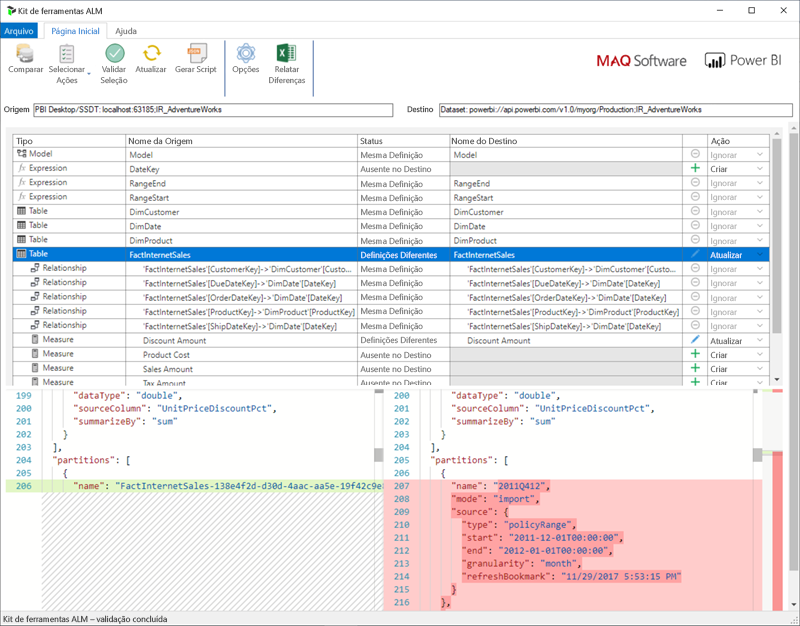 Kit de ferramentas ALM
Arquivo Página Inicial Ajuda
Comparar Selecionar Ações Validar Seleção Atualizar Gerar Script Opções Relatar Diferenças
MAQ Software Power BI
Origem PBI Desktop/SSDT: localhost:63185;IR_AdventureWorks Destino Dataset: powerbi://api.powerbi.com/v1.0/myorg/Production;IR_AdventureWorks
Tipo Nome da Origem Status Nome do Destino Ação
Model Model Mesma Definição Model Ignorar
Expression DateKey Ausente no Destino Criar
Expression RangeEnd Mesma Definição RangeEnd Ignorar
Expression RangeStart Mesma Definição RangeStart Ignorar
Table DimCustomer Mesma Definição DimCustomer Ignorar
Table DimDate Mesma Definição DimDate Ignorar
Table DimProduct Mesma Definição DimProduct Ignorar
Table FactInternetSales Definições Diferentes FactInternetSales Atualizar
Relationship 'FactInternetSales'[CustomerKey]->'DimCustomer'[Custo... Mesma Definição 'FactInternetSales'[CustomerKey]->'DimCustomer'[Cust... Ignorar
Relationship 'FactInternetSales'[DueDateKey]->'DimDate'[DateKey] Mesma Definição 'FactInternetSales'[DueDateKey]->'DimDate'[DateKey] Ignorar
Relationship 'FactInternetSales'[OrderDateKey]->'DimDate'[DateKey] Mesma Definição 'FactInternetSales'[OrderDateKey]->'DimDate'[DateKey] Ignorar
Relationship 'FactInternetSales'[ProductKey]->'DimProduct'[ProductKey] Mesma Definição 'FactInternetSales'[ProductKey]->'DimProduct'[ProductKey] Ignorar
Relationship 'FactInternetSales'[ShipDateKey]->'DimDate'[DateKey] Mesma Definição 'FactInternetSales'[ShipDateKey]->'DimDate'[DateKey] Ignorar
Measure Discount Amount Definições Diferentes Discount Amount Atualizar
Measure Product Cost Ausente no Destino Criar
Measure Sales Amount Ausente no Destino Criar
Measure Tax Amount Ausente no Destino Criar
199 "dataType": "double",
200 "sourceColumn": "UnitPriceDiscountPct",
201 "summarizeBy": "sum"
202 }
203 ],
204 "partitions": [
205 {
206 "name": "FactInternetSales-138e4f2d-d30d-4aac-aa5e-19f42c9e8
200 "dataType": "double",
201 "sourceColumn": "UnitPriceDiscountPct",
202 "summarizeBy": "sum"
203 }
204 ],
205 "partitions": [
206 {
207 "name": "2011Q412",
208 "mode": "import",
209 "source": {
210 "type": "policyRange",
211 "start": "2011-12-01T00:00:00",
212 "end": "2012-01-01T00:00:00",
213 "granularity": "month",
214 "refreshBookmark": "11/29/2017 5:53:15 PM"
215 }
216 },
Kit de ferramentas ALM – validação concluída